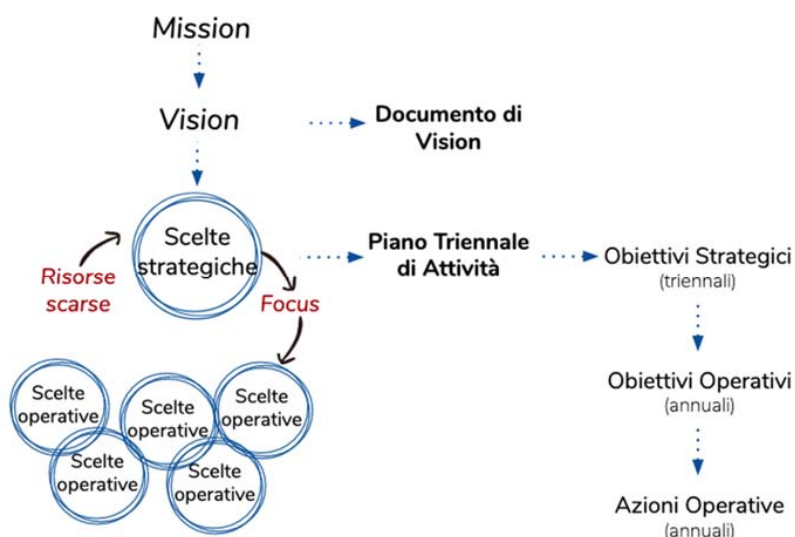 Mission
Vision
Documento di
Vision
Scelte
strategiche
Risorse
scarse
Focus
Piano Triennale
di Attività
Obiettivi Strategici
(triennali)
Obiettivi Operativi
(annuali)
Azioni Operative
(annuali)
Scelte
operative
Scelte
operative
Scelte
operative
Scelte
operative
Scelte
operative